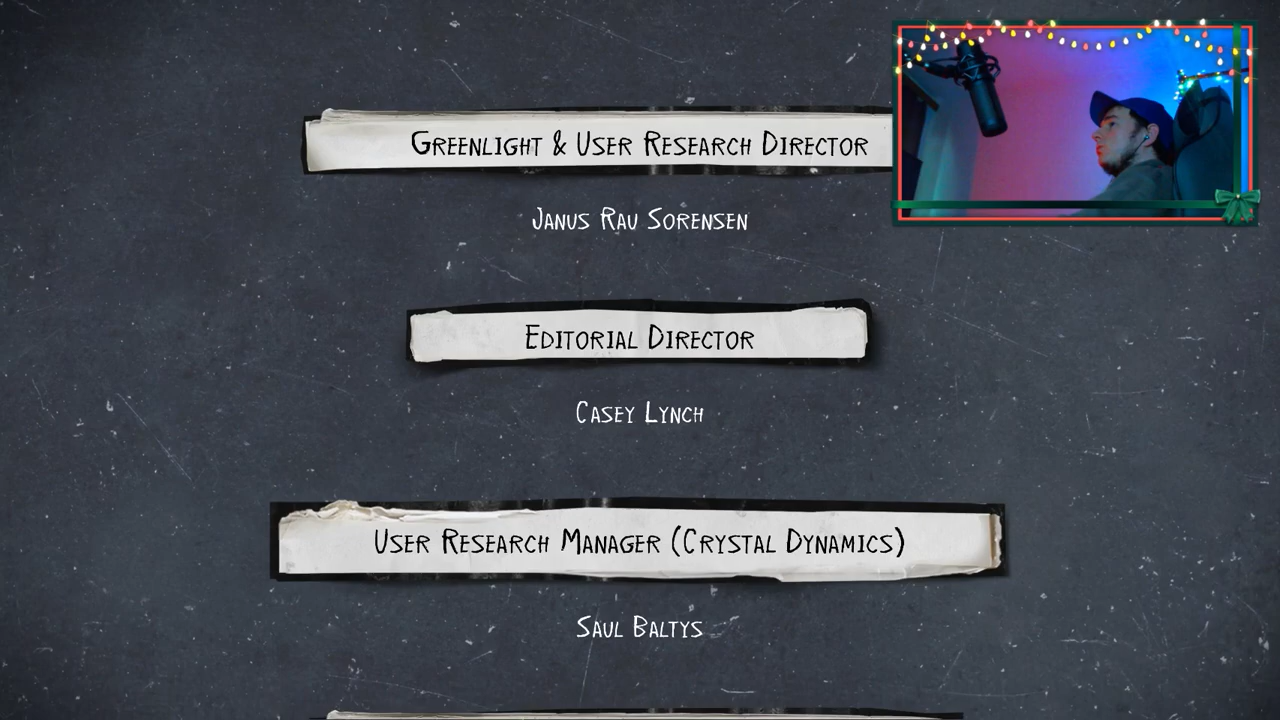 Greenlight & User Research Director
Janus Rau Sorensen
Editorial Director
Casey Lynch
User Research Manager (Crystal Dynamics)
Saul Baltys